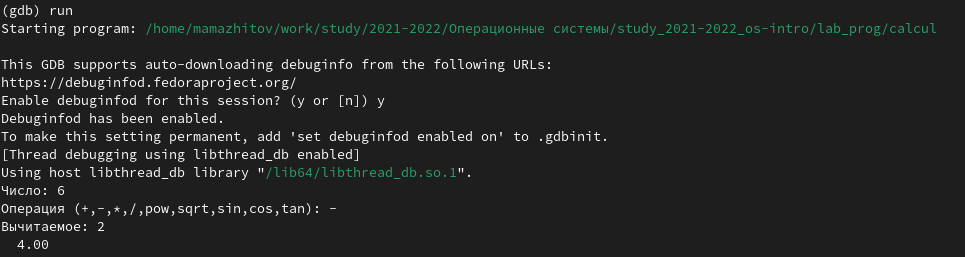 (gdb) run
Starting program: /home/mamazhitov/work/study/2021-2022/Операционные системы/study_2021-2022_os-intro/lab_prog/calcul

This GDB supports auto-downloading debuginfo from the following URLs:
https://debuginfod.fedoraproject.org/
Enable debuginfod for this session? (y or [n]) y
Debuginfod has been enabled.
To make this setting permanent, add 'set debuginfod enabled on' to .gdbinit.
[Thread debugging using libthread_db enabled]
Using host libthread_db library "/lib64/libthread_db.so.1".
Число: 6
Операция (+,-,*,/,pow,sqrt,sin,cos,tan): -
Вычитаемое: 2
  4.00